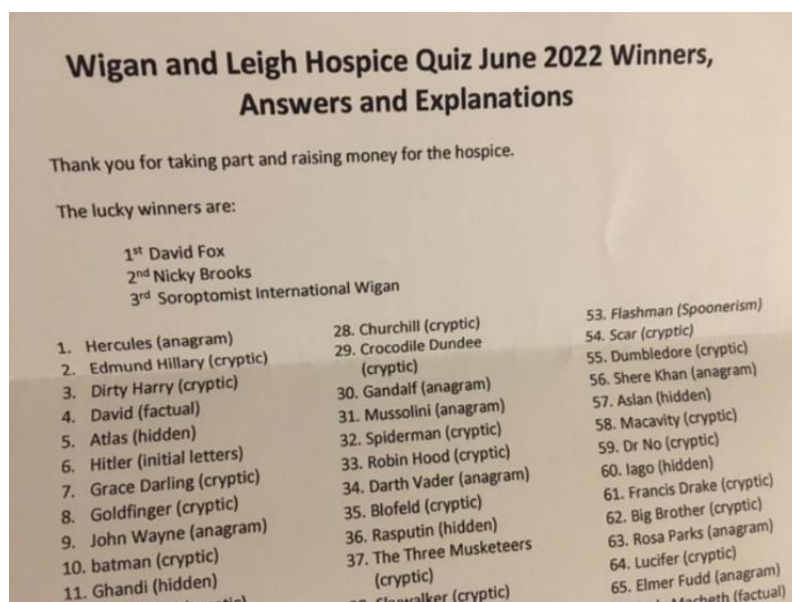 Wigan and Leigh Hospice Quiz June 2022 Winners,
Answers and Explanations
Thank you for taking part and raising money for the hospice.
The lucky winners are:
1st David Fox
2nd Nicky Brooks
3rd Soroptomist International Wigan
1. Hercules (anagram)
2. Edmund Hillary (cryptic)
3. Dirty Harry (cryptic)
4. David (factual)
5. Atlas (hidden)
6. Hitler (initial letters)
7. Grace Darling (cryptic)
8. Goldfinger (cryptic)
9. John Wayne (anagram)
10. batman (cryptic)
11. Ghandi (hidden)
28. Churchill (cryptic)
29. Crocodile Dundee
(cryptic)
30. Gandalf (anagram)
31. Mussolini (anagram)
32. Spiderman (cryptic)
33. Robin Hood (cryptic)
34. Darth Vader (anagram)
35. Blofeld (cryptic)
36. Rasputin (hidden)
37. The Three Musketeers
(cryptic)
(cryptic)
53. Flashman (Spoonerism)
54. Scar (cryptic)
55. Dumbledore (cryptic)
56. Shere Khan (anagram)
57. Aslan (hidden)
58. Macavity (cryptic)
59. Dr No (cryptic)
60. Iago (hidden)
61. Francis Drake (cryptic)
62. Big Brother (cryptic)
63. Rosa Parks (anagram)
64. Lucifer (cryptic)
65. Elmer Fudd (anagram)
Macbeth (factual)